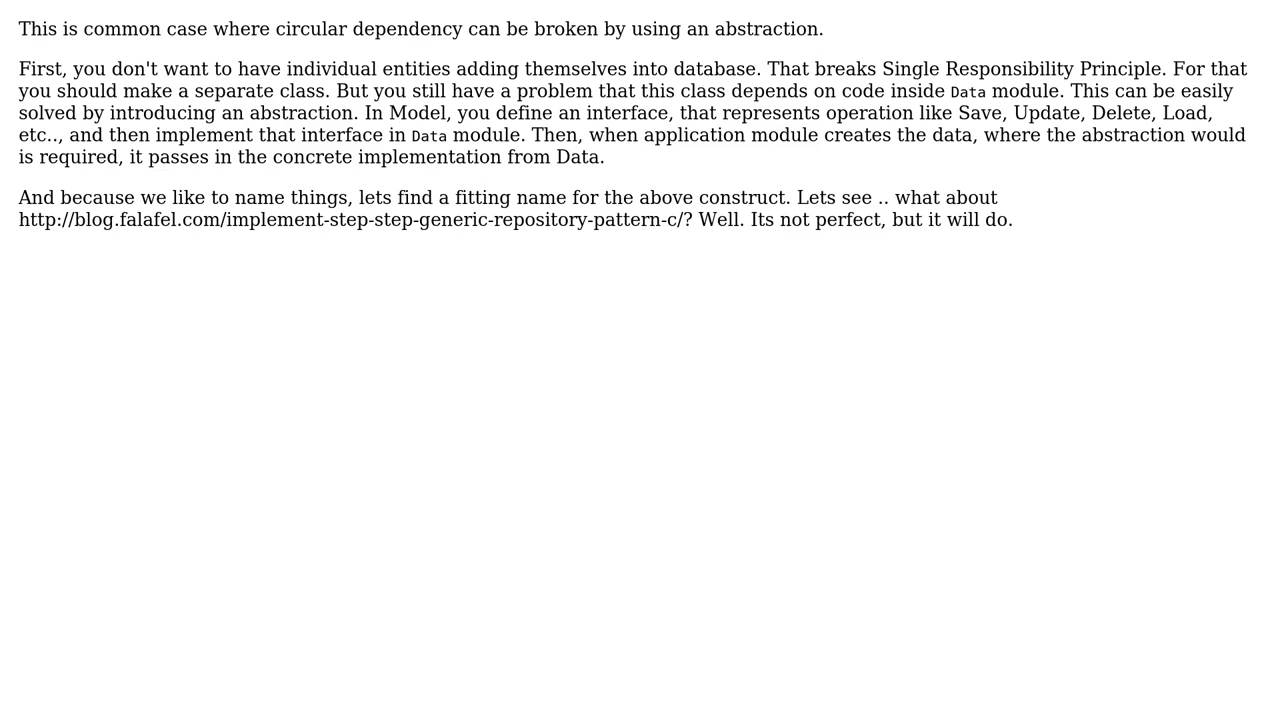 This is common case where circular dependency can be broken by using an abstraction.
First, you don't want to have individual entities adding themselves into database. That breaks Single Responsibility Principle. For that
you should make a separate class. But you still have a problem that this class depends on code inside Data module. This can be easily
solved by introducing an abstraction. In Model, you define an interface, that represents operation like Save, Update, Delete, Load,
etc.., and then implement that interface in Data module. Then, when application module creates the data, where the abstraction would
is required, it passes in the concrete implementation from Data.
And because we like to name things, lets find a fitting name for the above construct. Lets see .. what about
http://blog.falafel.com/implement-step-step-generic-repository-pattern-c/? Well. Its not perfect, but it will do.